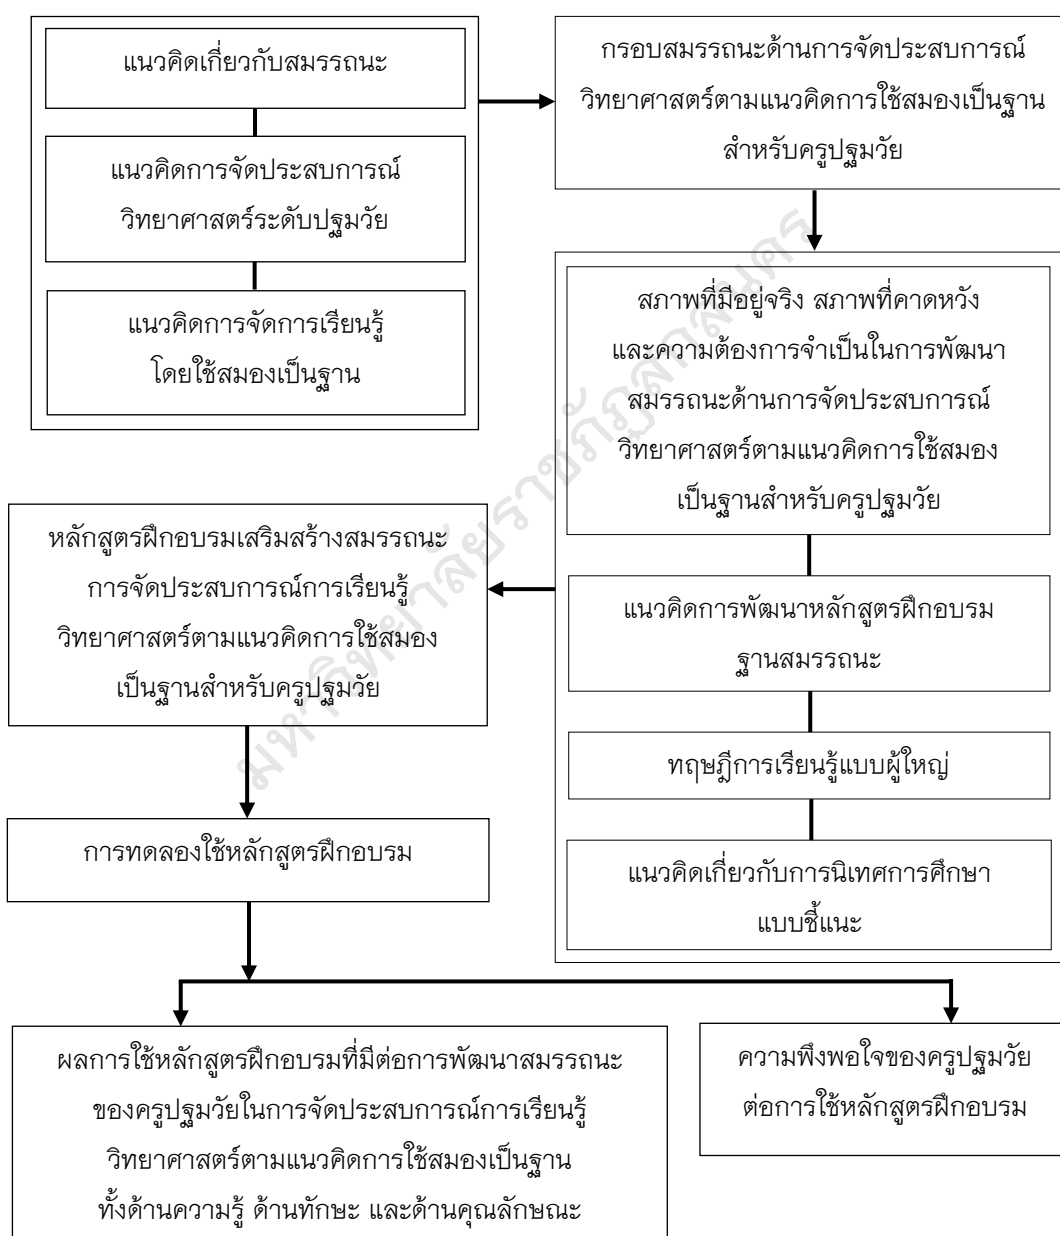 แนวคิดเกี่ยวกับสมรรถนะ
แนวคิดการจัดประสบการณ์
วิทยาศาสตร์ระดับปฐมวัย
แนวคิดการจัดการเรียนรู้
โดยใช้สมองเป็นฐาน
กรอบสมรรถนะด้านการจัดประสบการณ์
วิทยาศาสตร์ตามแนวคิดการใช้สมองเป็นฐาน
สำหรับครูปฐมวัย
สภาพที่มีอยู่จริง สภาพที่คาดหวัง
และความต้องการจำเป็นในการพัฒนา
สมรรถนะด้านการจัดประสบการณ์
วิทยาศาสตร์ตามแนวคิดการใช้สมอง
เป็นฐานสำหรับครูปฐมวัย
แนวคิดการพัฒนาหลักสูตรฝึกอบรม
ฐานสมรรถนะ
ทฤษฎีการเรียนรู้แบบผู้ใหญ่
แนวคิดเกี่ยวกับการนิเทศการศึกษา
แบบชี้แนะ
หลักสูตรฝึกอบรมเสริมสร้างสมรรถนะ
การจัดประสบการณ์การเรียนรู้
วิทยาศาสตร์ตามแนวคิดการใช้สมอง
เป็นฐานสำหรับครูปฐมวัย
การทดลองใช้หลักสูตรฝึกอบรม
ผลการใช้หลักสูตรฝึกอบรมที่มีต่อการพัฒนาสมรรถนะ
ของครูปฐมวัยในการจัดประสบการณ์การเรียนรู้
วิทยาศาสตร์ตามแนวคิดการใช้สมองเป็นฐาน
ทั้งด้านความรู้ ด้านทักษะ และด้านคุณลักษณะ
ความพึงพอใจของครูปฐมวัย
ต่อการใช้หลักสูตรฝึกอบรม
มหาวิทยาลัยราชภัฏสกลนคร